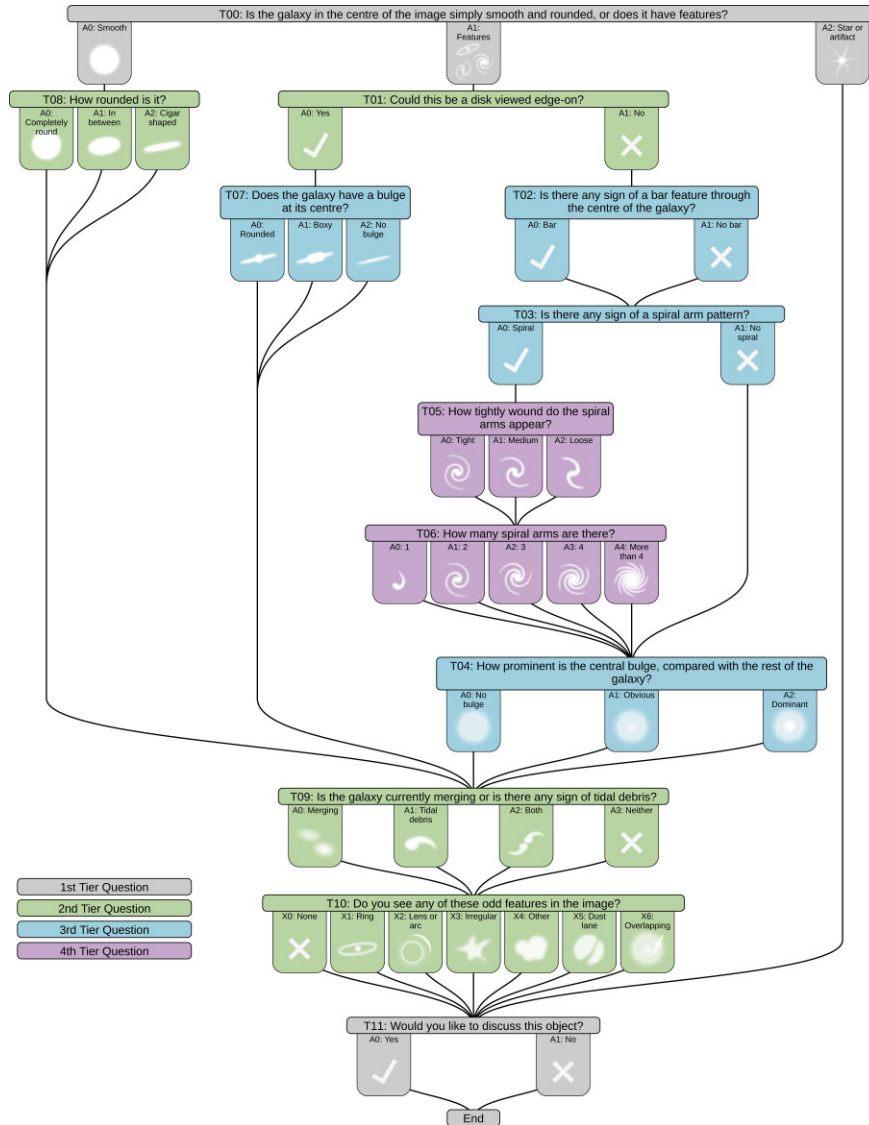 T00: Is the galaxy in the centre of the image simply smooth and rounded, or does it have features?
A0: Smooth
A1:
Features
A2: Star or
artifact
T08: How rounded is it?
A0:
Completely
round
A1: In
between
A2: Cigar
shaped
T01: Could this be a disk viewed edge-on?
A0: Yes
A1: No
T07: Does the galaxy have a bulge
at its centre?
A0:
Rounded
A1: Boxy
A2: No
bulge
T02: Is there any sign of a bar feature through
the centre of the galaxy?
A0: Bar
A1: No bar
T03: Is there any sign of a spiral arm pattern?
A0: Spiral
A1: No
spiral
T05: How tightly wound do the spiral
arms appear?
A0: Tight
A1: Medium
A2: Loose
T06: How many spiral arms are there?
A0: 1
A1: 2
A2: 3
A3: 4
A4: More
than 4
T04: How prominent is the central bulge, compared with the rest of the
galaxy?
A0: No
bulge
A1: Obvious
A2:
Dominant
T09: Is the galaxy currently merging or is there any sign of tidal debris?
A0: Merging
A1: Tidal
debris
A2: Both
A3: Neither
T10: Do you see any of these odd features in the image?
X0: None
X1: Ring
X2: Lens or
arc
X3: Irregular
X4: Other
X5: Dust
lane
X6:
Overlapping
T11: Would you like to discuss this object?
A0: Yes
A1: No
End
1st Tier Question
2nd Tier Question
3rd Tier Question
4th Tier Question